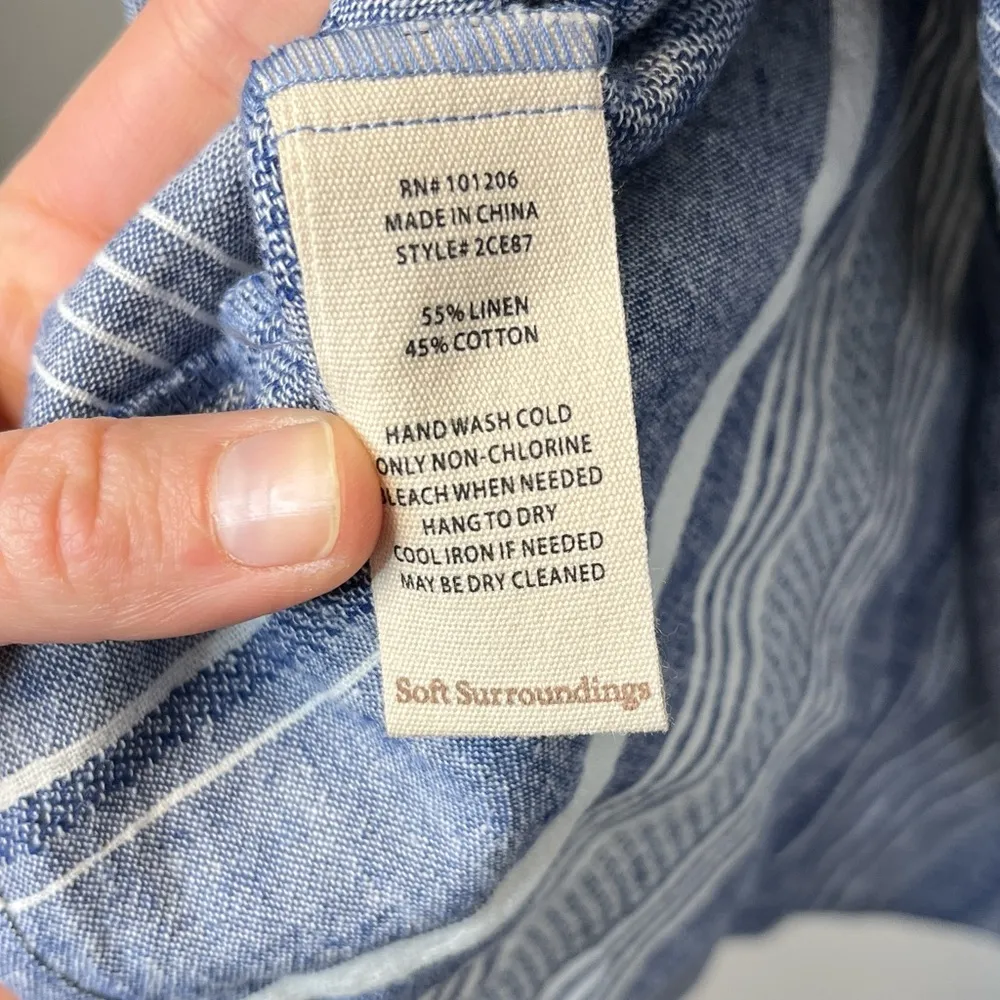 RN# 101206
MADE IN CHINA
STYLE# 2CE87
55% LINEN
45% COTTON
HAND WASH COLD
ONLY NON-CHLORINE
BLEACH WHEN NEEDED
HANG TO DRY
COOL IRON IF NEEDED
MAY BE DRY CLEANED
Soft Surroundings